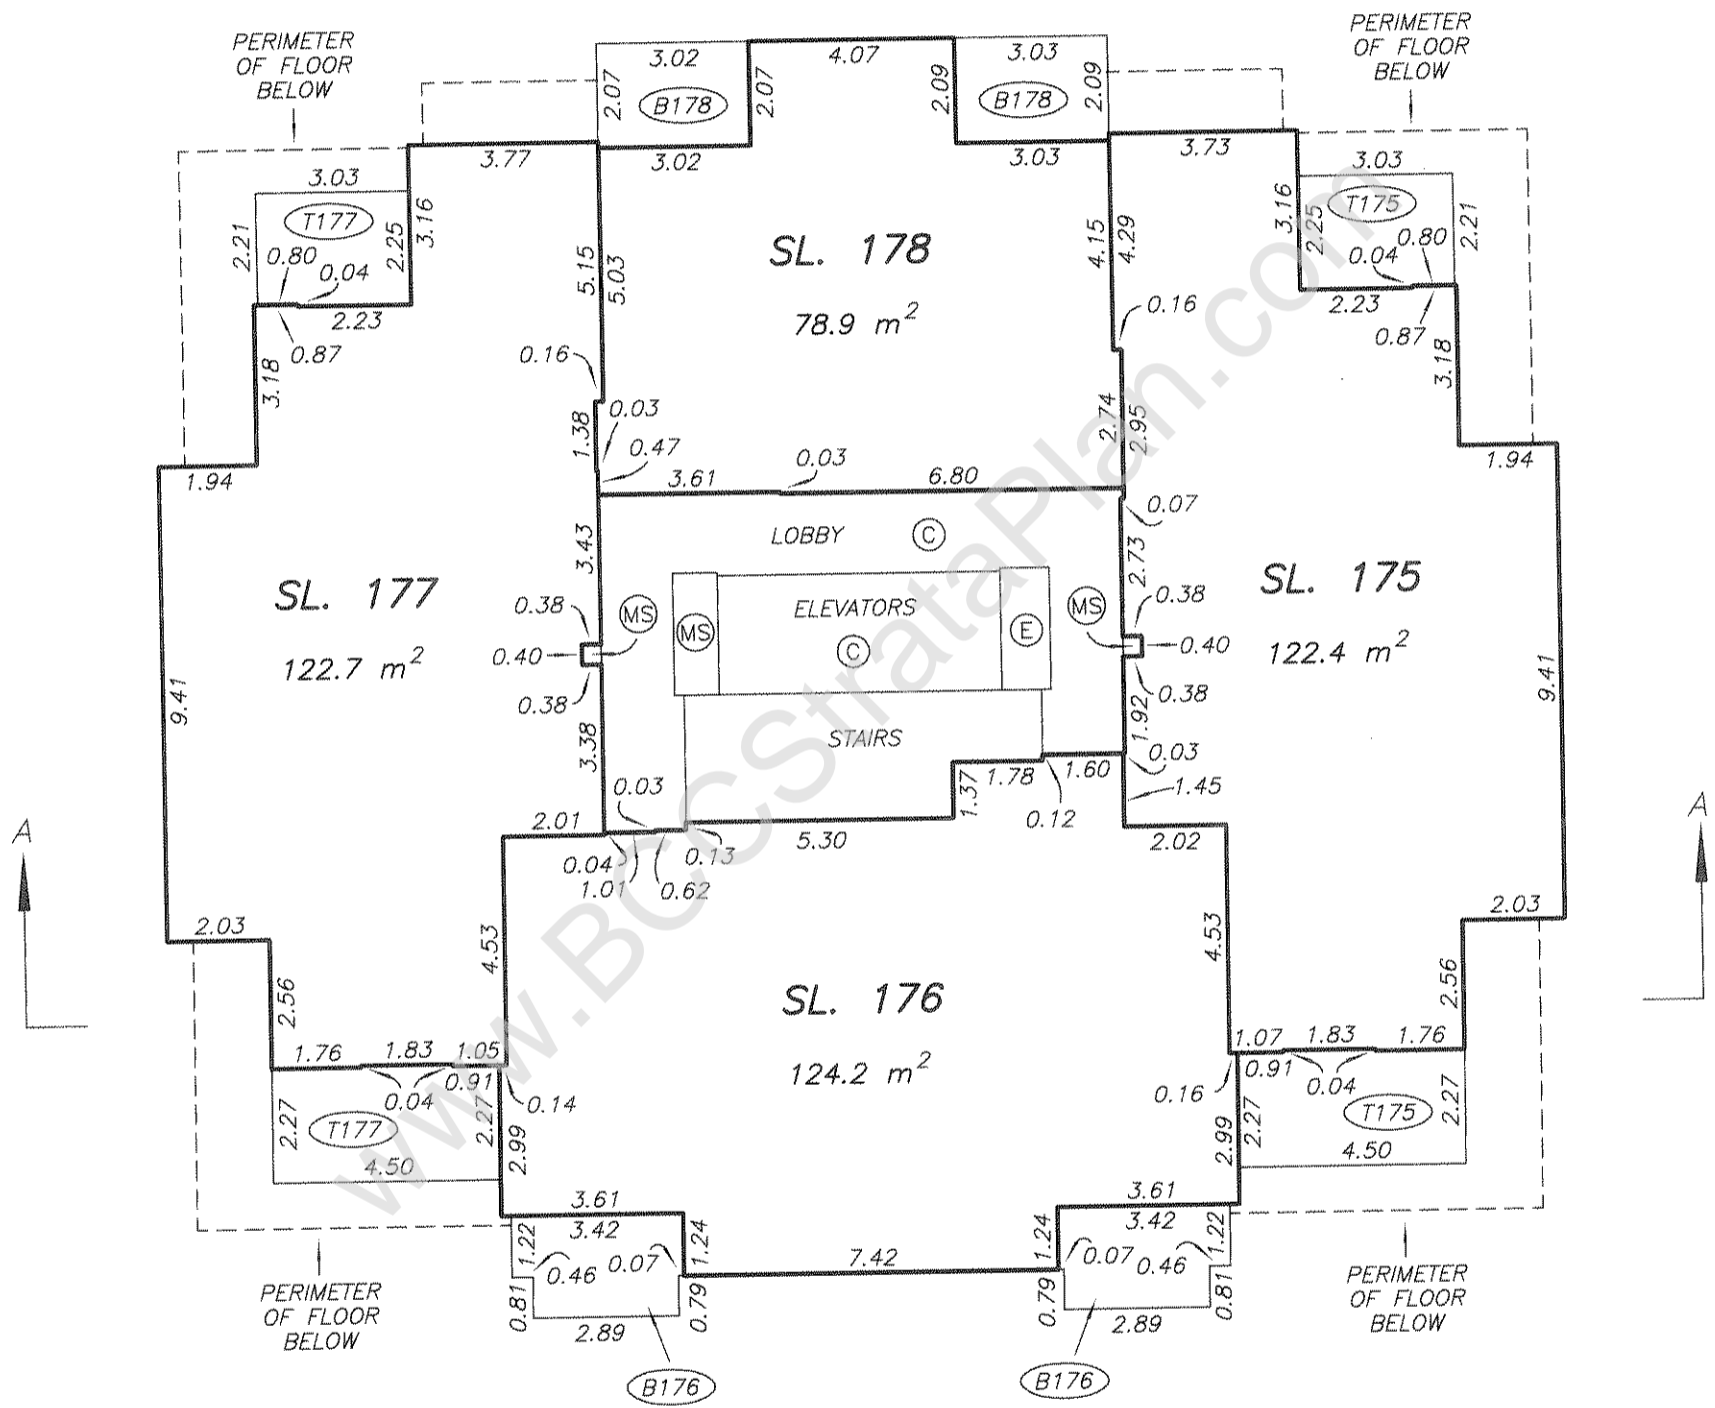 PERIMETER
OF FLOOR
BELOW
PERIMETER
OF FLOOR
BELOW
3.02
4.07
3.03
2.07
B178
2.07
2.09
B178
2.09
3.77
3.02
3.03
3.73
3.03
T177
2.21
2.25
3.16
0.80
0.04
2.23
0.87
3.18
3.03
T175
3.16
2.25
2.21
0.80
0.04
2.23
0.87
3.18
SL. 178
78.9 m²
5.15
5.03
4.15
4.29
0.16
0.16
1.38
0.03
0.47
2.74
2.95
3.61
0.03
6.80
1.94
1.94
0.07
LOBBY
C
3.43
2.73
SL. 177
122.7 m²
SL. 175
122.4 m²
0.38
MS
0.40
0.38
MS
ELEVATORS
C
E
MS
0.38
0.40
0.38
9.41
9.41
3.38
1.92
STAIRS
0.03
1.37
1.78
1.60
0.12
0.03
1.45
A
A
2.01
0.04
1.01
0.62
0.13
5.30
2.02
2.03
2.03
4.53
4.53
2.56
2.56
SL. 176
124.2 m²
1.76
1.83
1.05
0.91
0.04
0.14
1.07
1.83
1.76
0.91
0.04
0.16
2.27
T177
2.27
2.99
4.50
2.99
2.27
T175
2.27
4.50
3.61
3.42
1.22
0.46
0.07
1.24
7.42
3.61
3.42
1.24
0.07
0.46
1.22
0.81
0.79
2.89
0.79
0.81
2.89
B176
B176
PERIMETER
OF FLOOR
BELOW
PERIMETER
OF FLOOR
BELOW
www.BCCStrataPlan.com